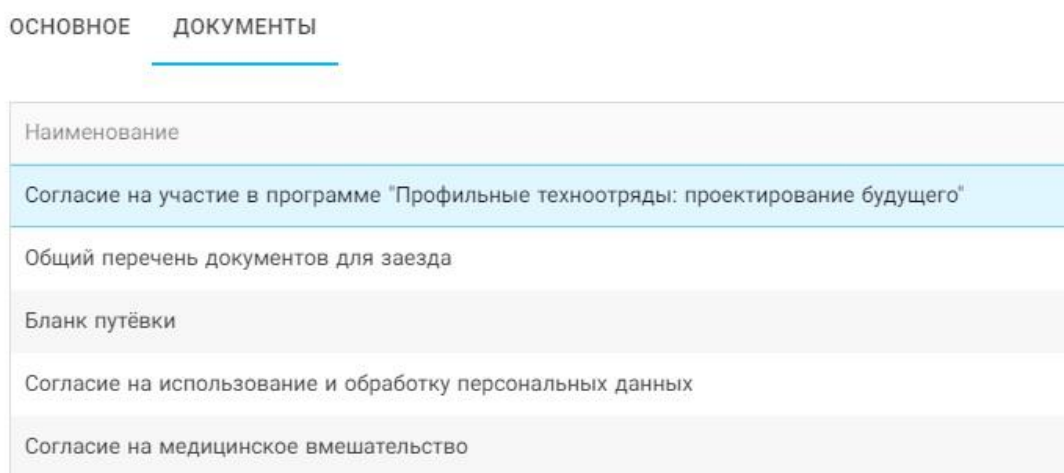 ОСНОВНОЕ ДОКУМЕНТЫ
Наименование
Согласие на участие в программе "Профильные техноотряды: проектирование будущего"
Общий перечень документов для заезда
Бланк путёвки
Согласие на использование и обработку персональных данных
Согласие на медицинское вмешательство